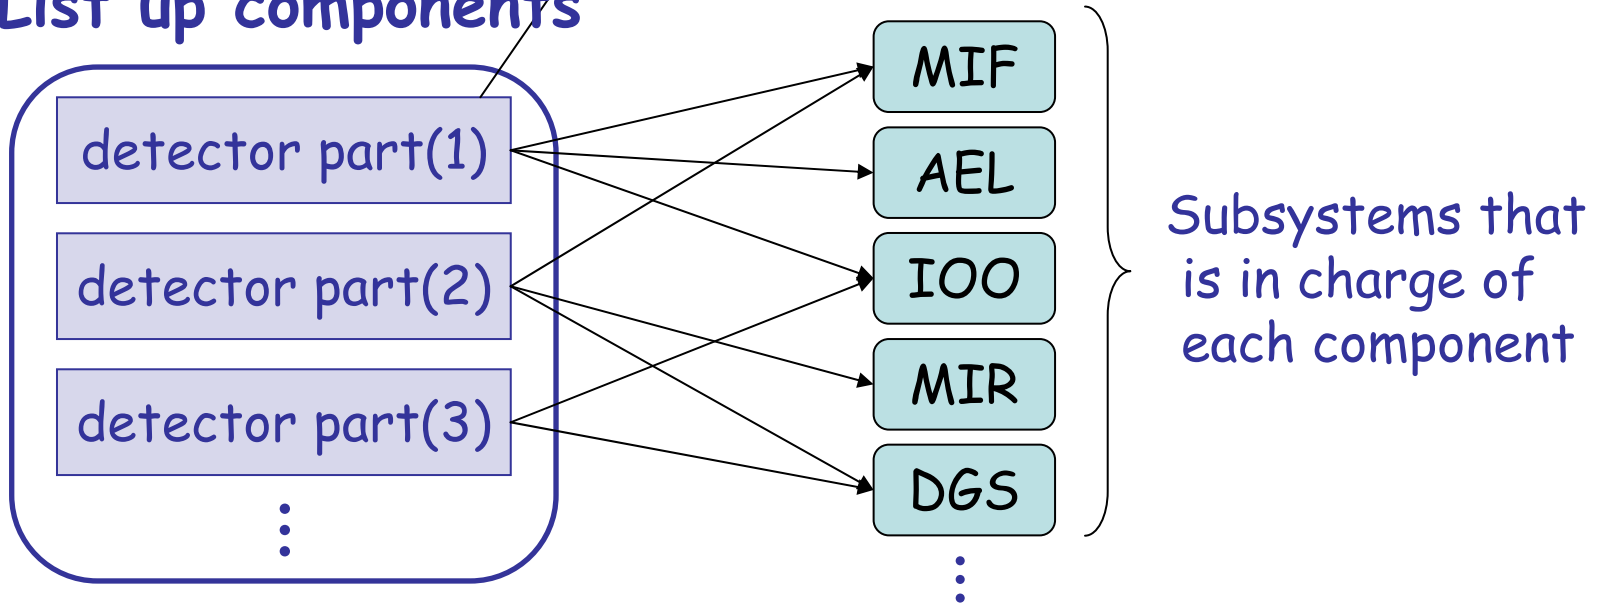 List up components
detector part(1)
detector part(2)
detector part(3)
MIF
AEL
IOO
MIR
DGS
Subsystems that
is in charge of
each component